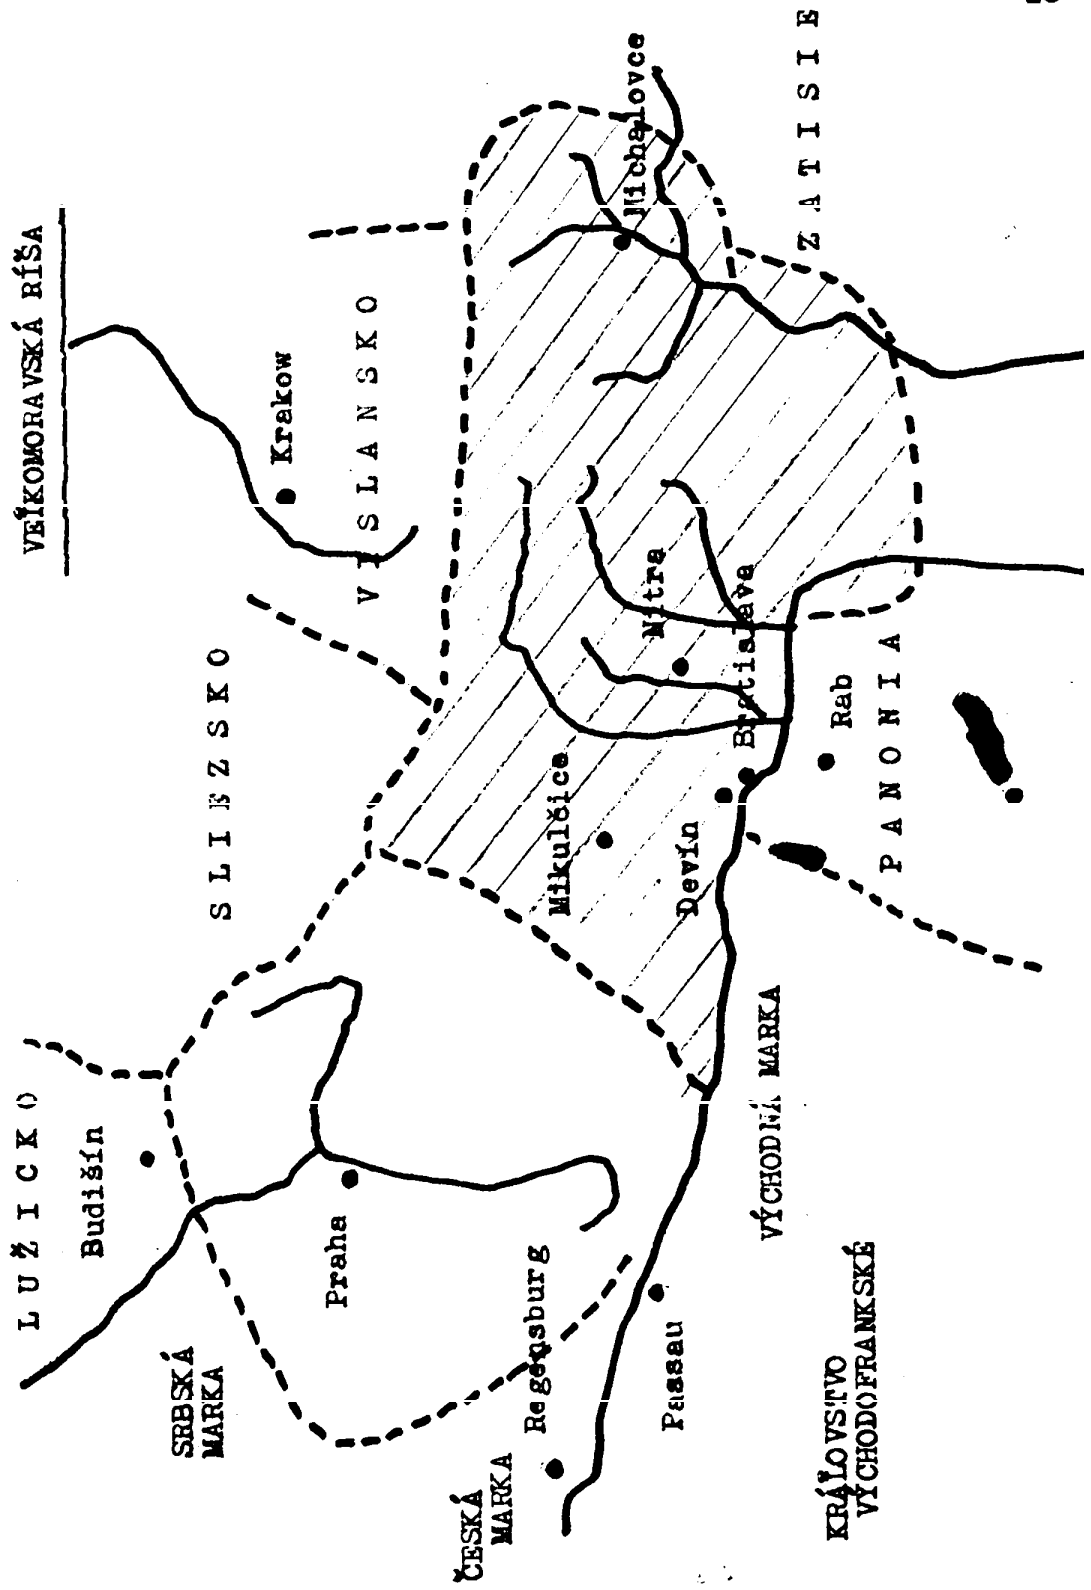 VEĽKOMORAVSKÁ RÍŠA
LUŽICKO
Budišín
SLIEZSKO
Krakow
VISLANSKO
SRBSKÁ
MARKA
Praha
ČESKÁ
MARKA
Regensburg
Mikulčice
Nitra
Michalovce
Passau
Devín
Bratislava
VÝCHODNÁ MARKA
Rab
ZATISIE
KRÁĽOVSTVO
VÝCHODOFRANKSKÉ
PANONIA